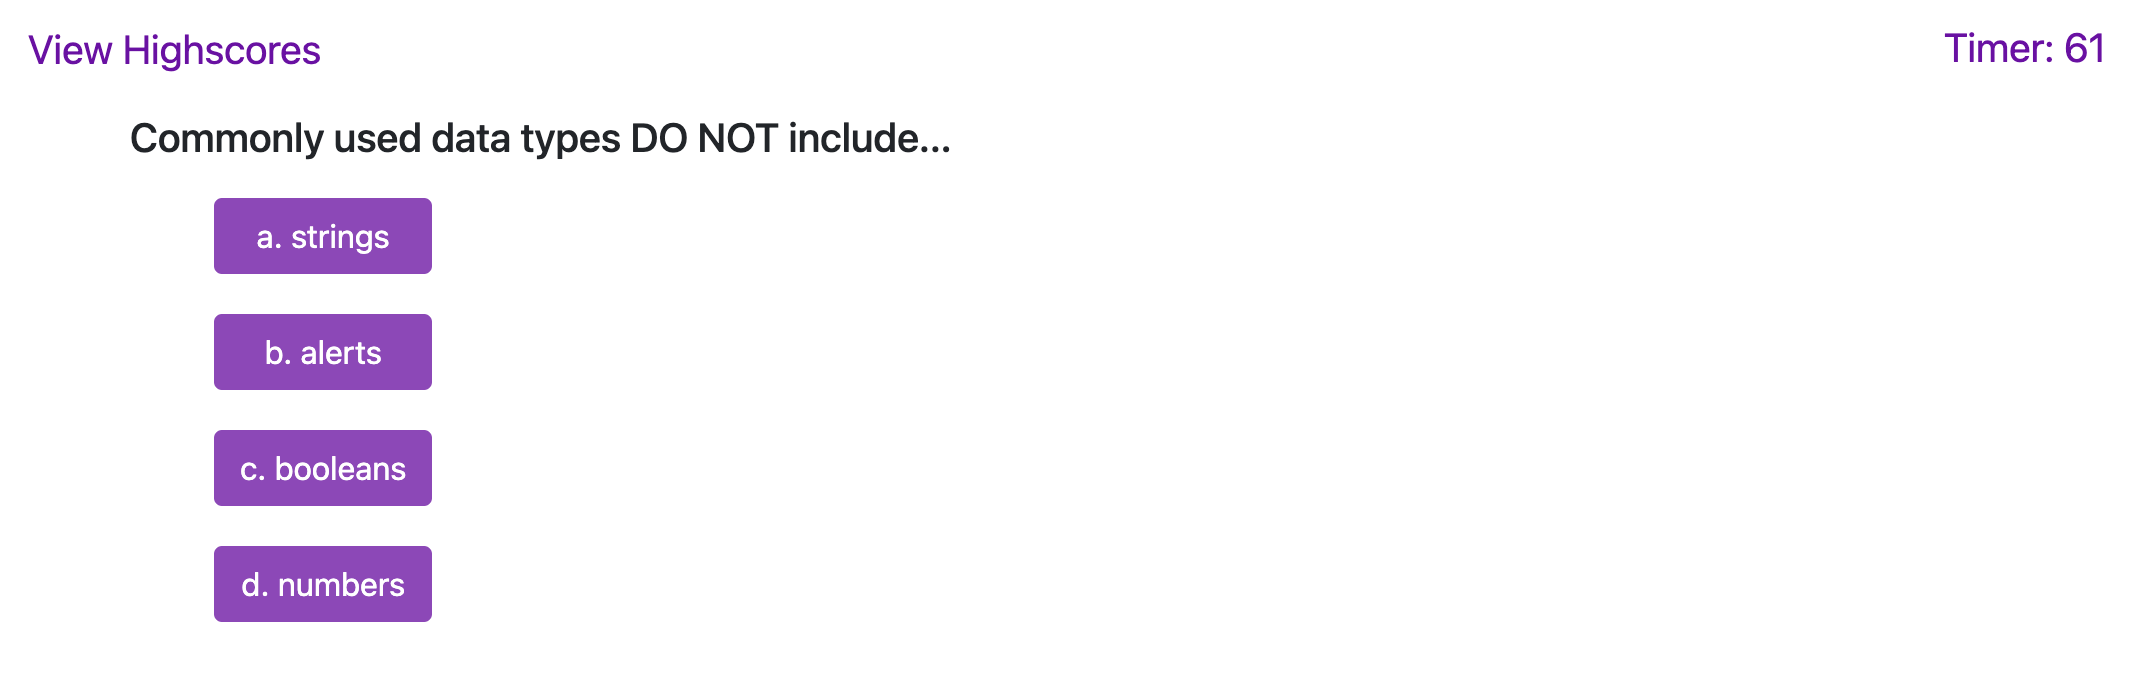 View Highscores
Timer: 61
Commonly used data types DO NOT include...
a. strings
b. alerts
c. booleans
d. numbers